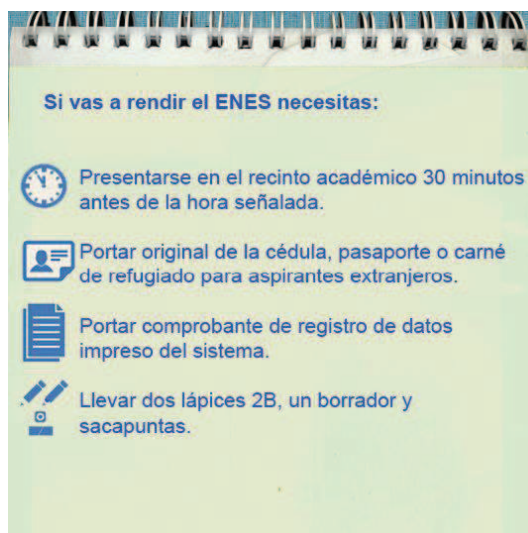 Si vas a rendir el ENES necesitas:
Presentarse en el recinto académico 30 minutos
antes de la hora señalada.
Portar original de la cédula, pasaporte o carné
de refugiado para aspirantes extranjeros.
Portar comprobante de registro de datos
impreso del sistema.
Llevar dos lápices 2B, un borrador y
sacapuntas.